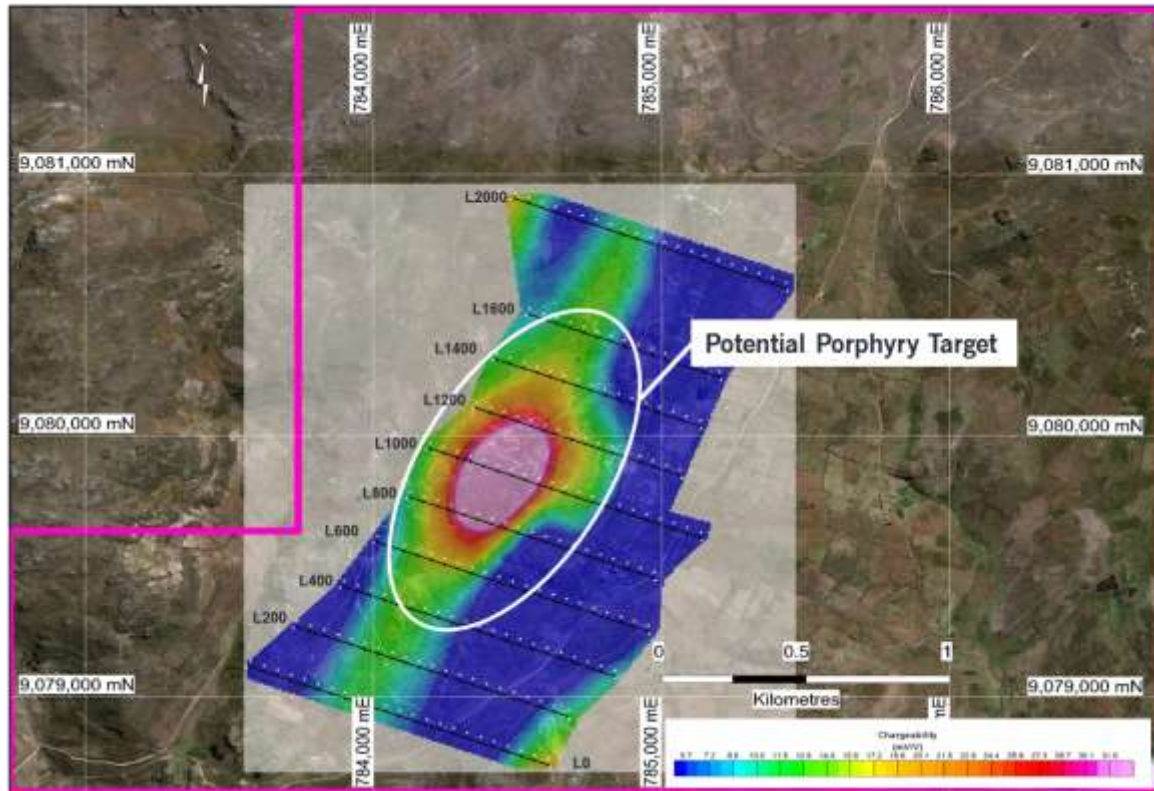 784,000 mE
785,000 mE
786,000 mE
9,081,000 mN
9,081,000 mN
L2000
L1600
L1400
Potential Porphyry Target
L1200
9,080,000 mN
9,080,000 mN
L1000
L800
L600
L400
L200
0 0.5 1
9,079,000 mN
9,079,000 mN
Kilometres
784,000 mE
785,000 mE
mE
L0
Chargeability
(mV/V)